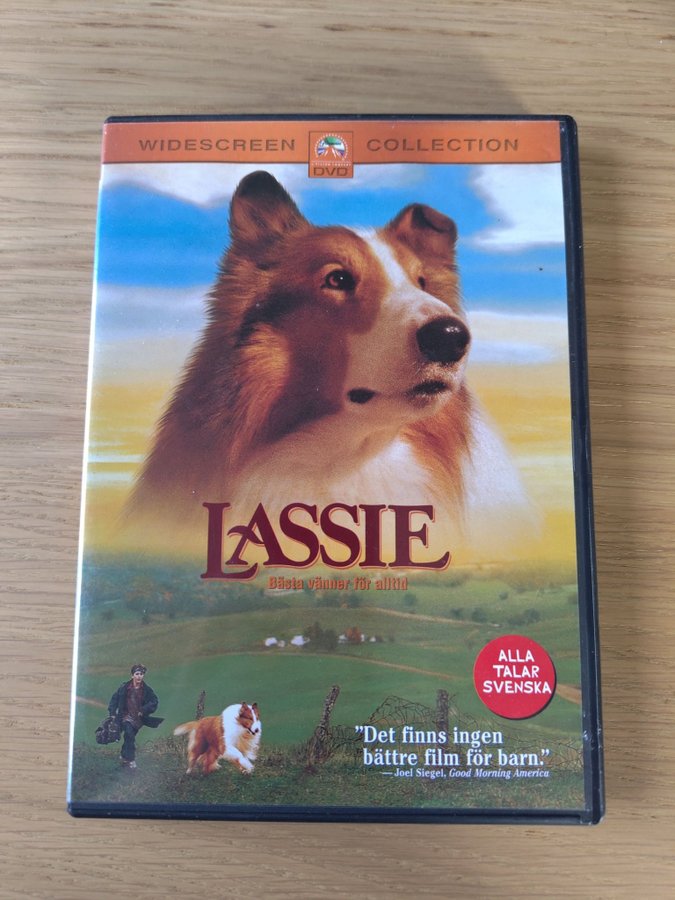 WIDESCREEN COLLECTION
DVD
LASSIE
Bästa vänner för alltid
ALLA
TALAR
SVENSKA
"Det finns ingen
bättre film för barn."
— Joel Siegel, Good Morning America